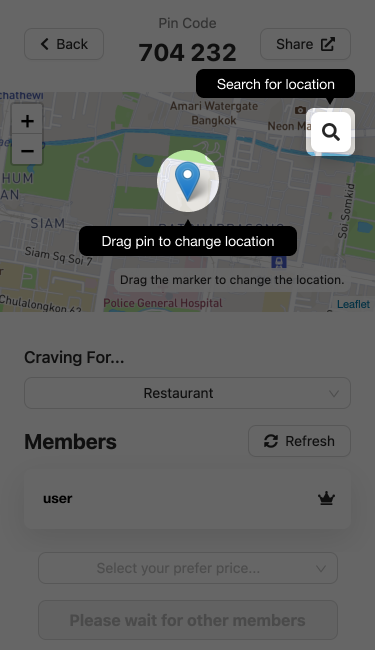 Pin Code
Back
704 232
Share
Search for location
chathewi
Amari Watergate
Bangkok
Neon Ma
+
−
HUM
AN
SIAM
Soi Somkid
Drag pin to change location
Siam Sq Soi 7
Drag the marker to change the location.
Chulalongkon 62
Police General Hospital
Leaflet
Craving For...
Restaurant
Members
Refresh
user
Select your prefer price...
Please wait for other members